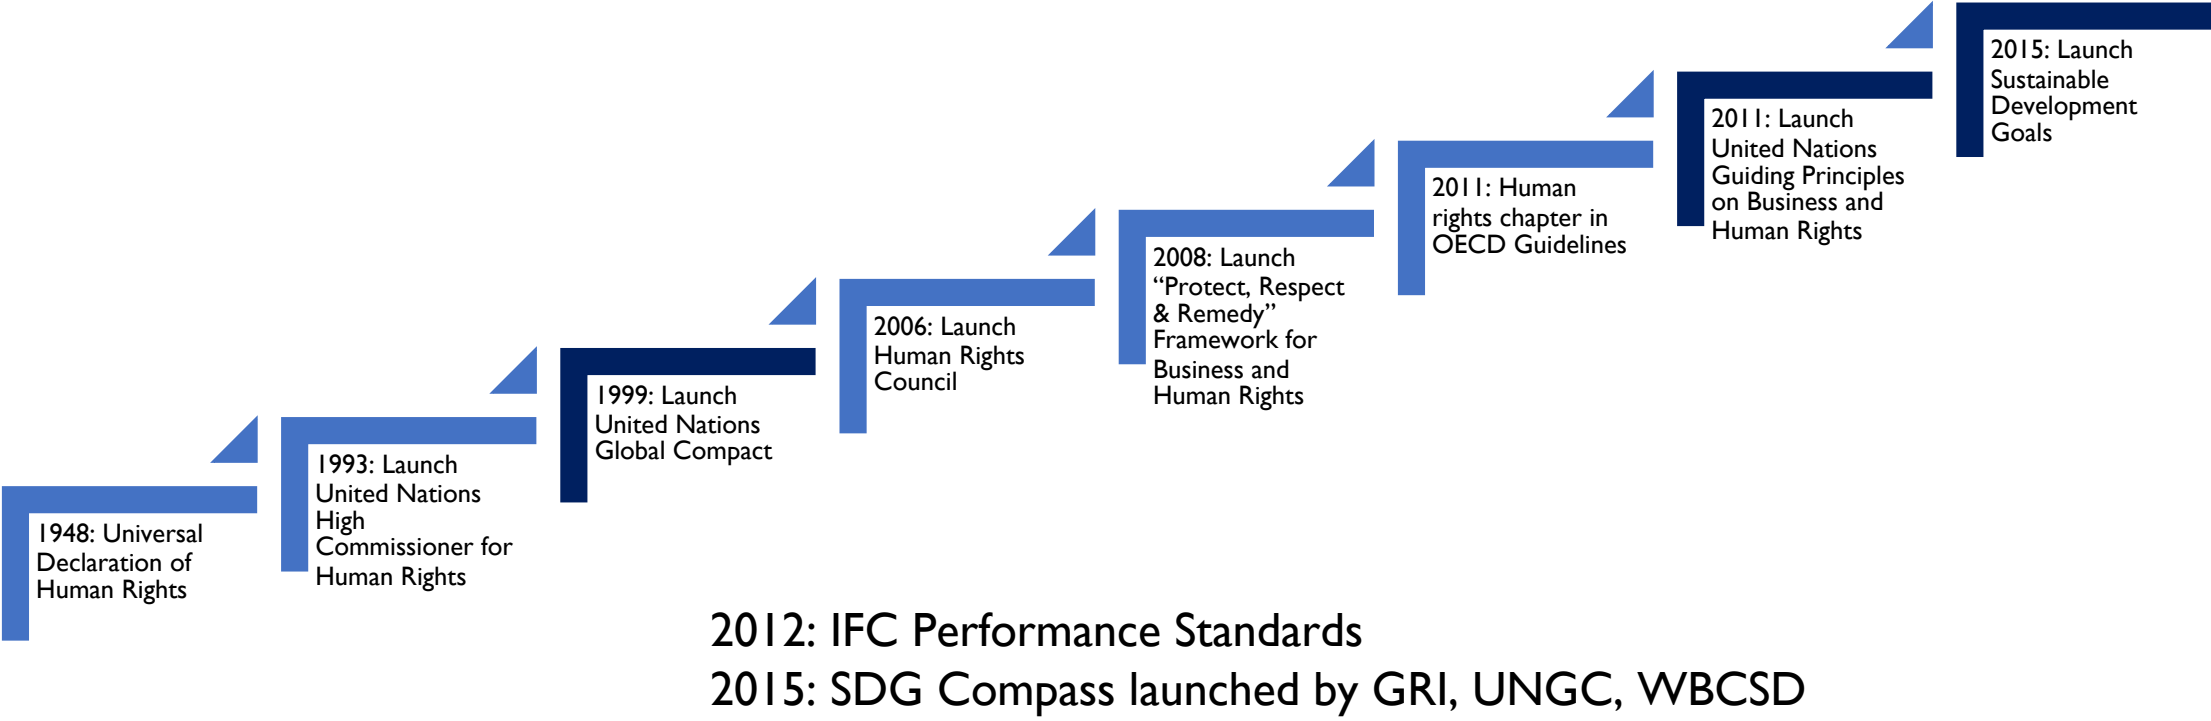 1948: Universal
Declaration of
Human Rights
1993: Launch
United Nations
High
Commissioner for
Human Rights
1999: Launch
United Nations
Global Compact
2006: Launch
Human Rights
Council
2008: Launch
“Protect, Respect
& Remedy”
Framework for
Business and
Human Rights
2011: Human
rights chapter in
OECD Guidelines
2011: Launch
United Nations
Guiding Principles
on Business and
Human Rights
2015: Launch
Sustainable
Development
Goals
2012: IFC Performance Standards
2015: SDG Compass launched by GRI, UNGC, WBCSD